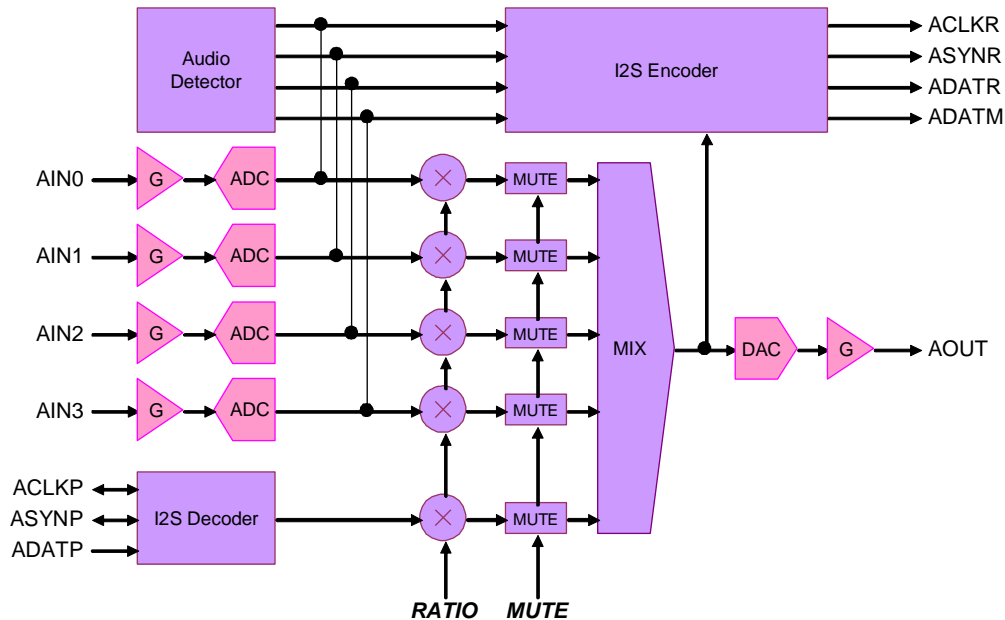 Audio
Detector
I2S Encoder
ACLKR
ASYNR
ADATR
ADATM
AIN0
G
ADC
×
MUTE
AIN1
G
ADC
×
MUTE
AIN2
G
ADC
×
MUTE
MIX
DAC
G
AOUT
AIN3
G
ADC
×
MUTE
ACLKP
ASYNP
ADATP
I2S Decoder
×
MUTE
RATIO
MUTE